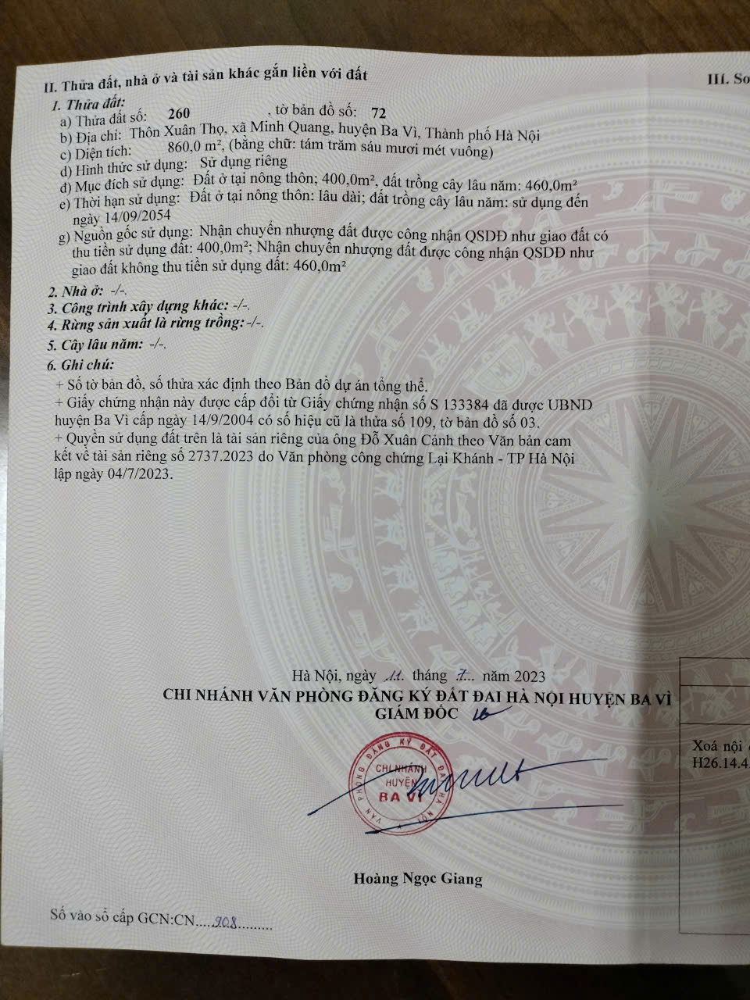 II. Thửa đất, nhà ở và tài sản khác gắn liền với đất
III. Sơ
1. Thửa đất:
a) Thửa đất số: 260 , tờ bản đồ số: 72
b) Địa chỉ: Thôn Xuân Thọ, xã Minh Quang, huyện Ba Vì, Thành phố Hà Nội
c) Diện tích: 860,0 m², (bằng chữ: tám trăm sáu mươi mét vuông)
d) Hình thức sử dụng: Sử dụng riêng
đ) Mục đích sử dụng: Đất ở tại nông thôn; 400,0m², đất trồng cây lâu năm: 460,0m²
e) Thời hạn sử dụng: Đất ở tại nông thôn: lâu dài; đất trồng cây lâu năm: sử dụng đến
ngày 14/09/2054
g) Nguồn gốc sử dụng: Nhận chuyển nhượng đất được công nhận QSDĐ như giao đất có
thu tiền sử dụng đất: 400,0m²; Nhận chuyển nhượng đất được công nhận QSDĐ như
giao đất không thu tiền sử dụng đất: 460,0m²
2. Nhà ở: -/-.
3. Công trình xây dựng khác: -/-.
4. Rừng sản xuất là rừng trồng: -/-.
5. Cây lâu năm: -/-.
6. Ghi chú:
+ Số tờ bản đồ, số thửa xác định theo Bản đồ dự án tổng thể.
+ Giấy chứng nhận này được cấp đổi từ Giấy chứng nhận số S 133384 đã được UBND
huyện Ba Vì cấp ngày 14/9/2004 có số hiệu cũ là thửa số 109, tờ bản đồ số 03.
+ Quyền sử dụng đất trên là tài sản riêng của ông Đỗ Xuân Cảnh theo Văn bản cam
kết về tài sản riêng số 2737.2023 do Văn phòng công chứng Lại Khánh - TP Hà Nội
lập ngày 04/7/2023.
Hà Nội, ngày 11 tháng 7 năm 2023
CHI NHÁNH VĂN PHÒNG ĐĂNG KÝ ĐẤT ĐAI HÀ NỘI HUYỆN BA VÌ
GIÁM ĐỐC
VĂN PHÒNG ĐĂNG KÝ ĐẤT ĐAI HÀ NỘI
CHI NHÁNH
HUYỆN
BA VÌ
Xoá nội
H26.14.4
Hoàng Ngọc Giang
Số vào sổ cấp GCN:CN.....908.........